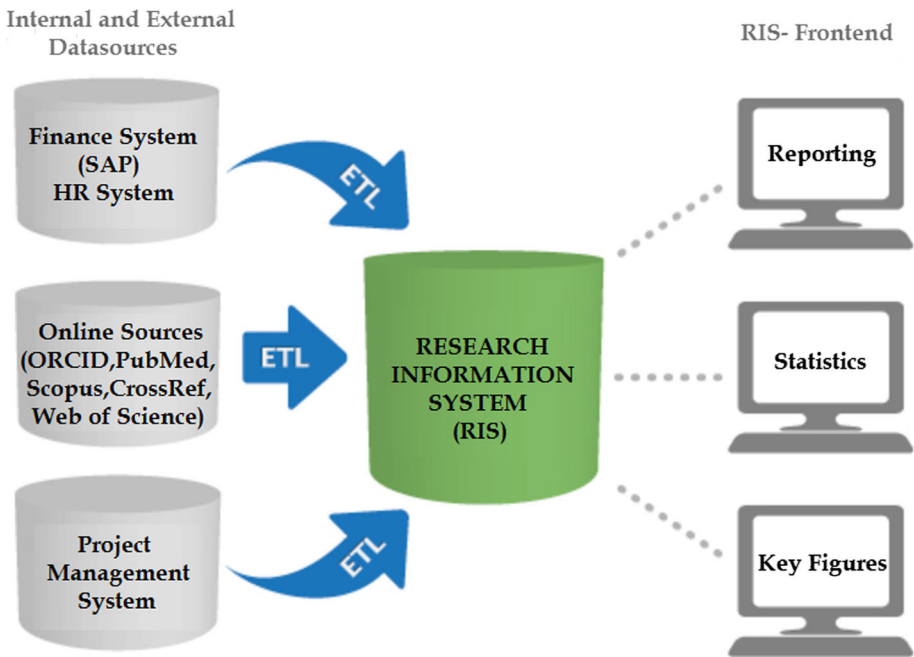 Internal and External
Datasources
RIS- Frontend
Finance System
(SAP)
HR System
ETL
Reporting
Online Sources
(ORCID,PubMed,
Scopus,CrossRef,
Web of Science)
ETL
RESEARCH
INFORMATION
SYSTEM
(RIS)
Statistics
Project
Management
System
ETL
Key Figures